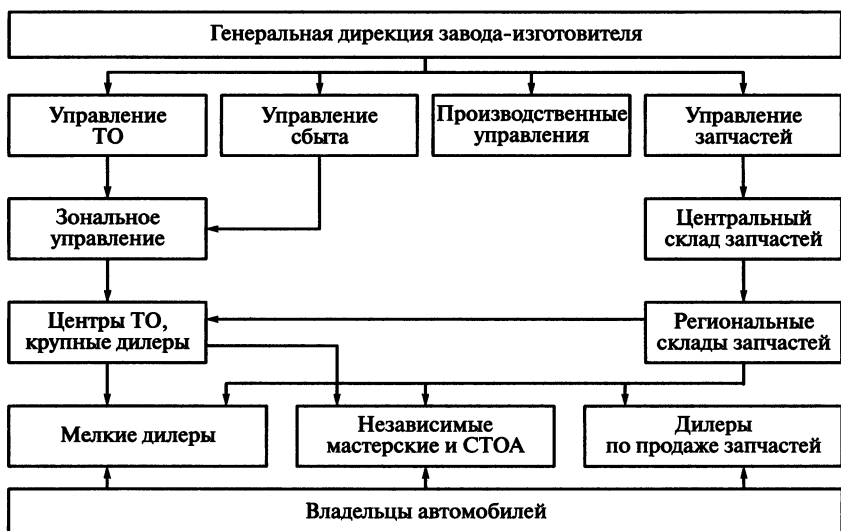 Генеральная дирекция завода-изготовителя
Управление
ТО
Управление
сбыта
Производственные
управления
Управление
запчастей
Зональное
управление
Центральный
склад запчастей
Центры ТО,
крупные дилеры
Региональные
склады запчастей
Мелкие дилеры
Независимые
мастерские и СТОА
Дилеры
по продаже запчастей
Владельцы автомобилей